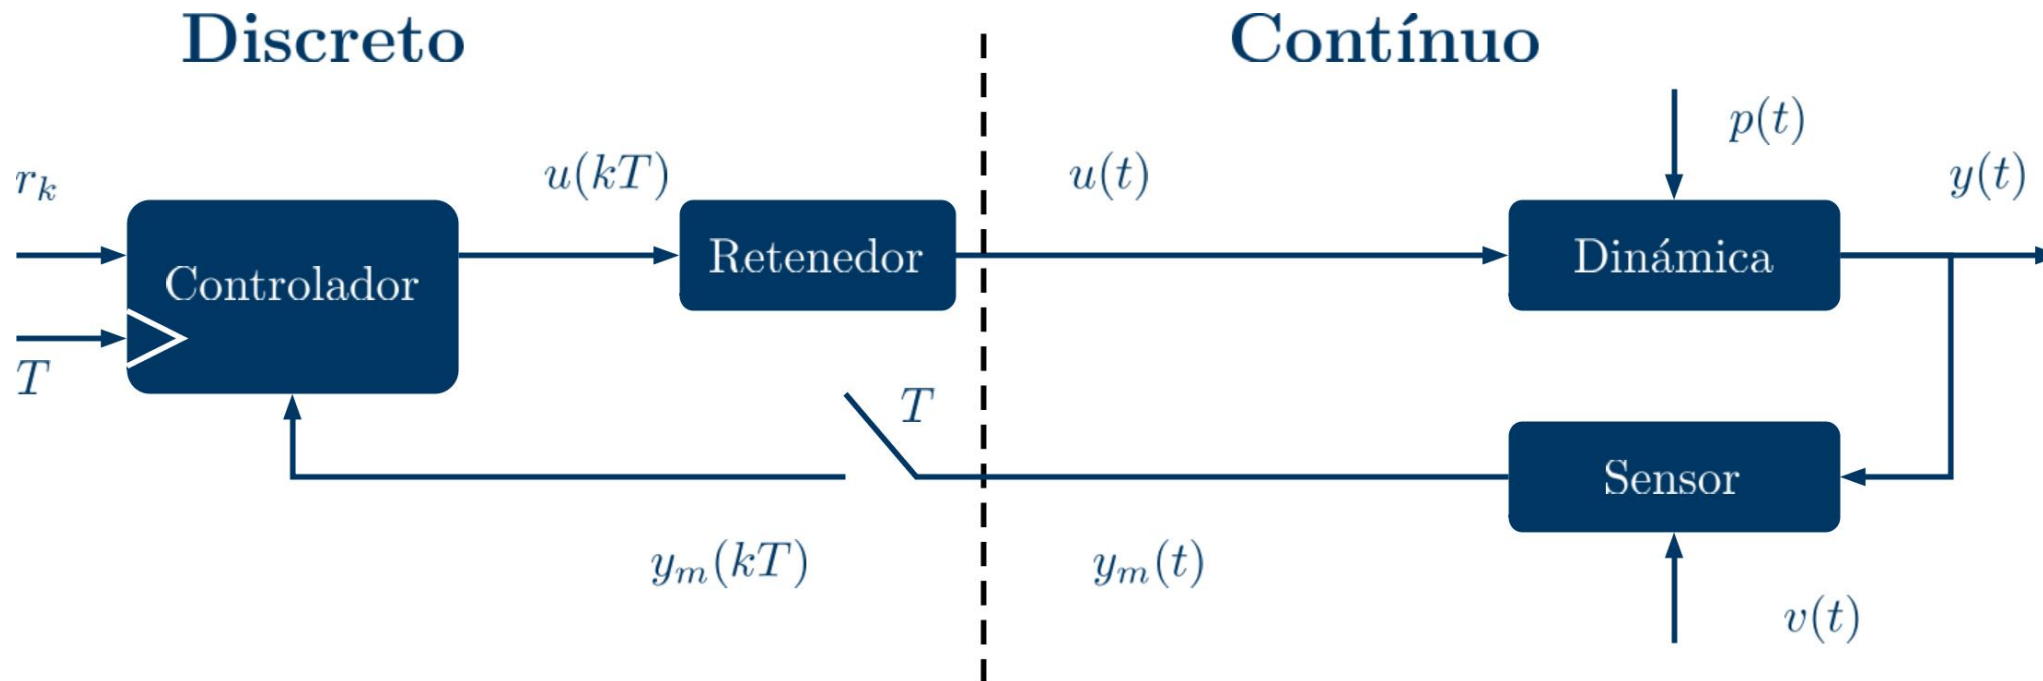 Discreto
Contínuo
p(t)
r_k
u(kT)
u(t)
y(t)
Controlador
Retenedor
Dinámica
T
T
Sensor
y_m(kT)
y_m(t)
v(t)